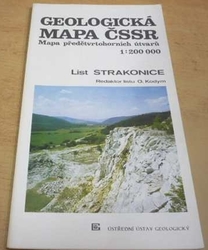 GEOLOGICKÁ
MAPA ČSSR
Mapa předčtvrtohorních útvarů
1:200 000
List STRAKONICE
Redaktor listu O. Kodym
ÚSTŘEDNÍ ÚSTAV GEOLOGICKÝ